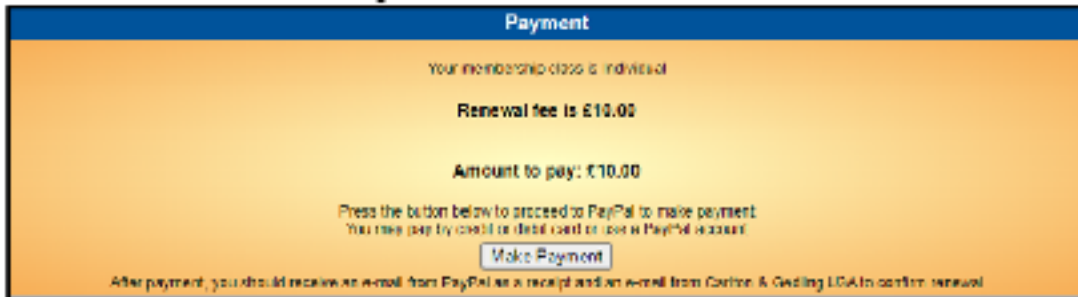 Payment
Your membership class is Individual
Renewal fee is £10.00
Amount to pay: £10.00
Press the button below to proceed to PayPal to make payment
You may pay by credit or debit card or use a PayPal account
Make Payment
After payment, you should receive an e-mail from PayPal as a receipt and an e-mail from Carlton & Gedling U3A to confirm renewal